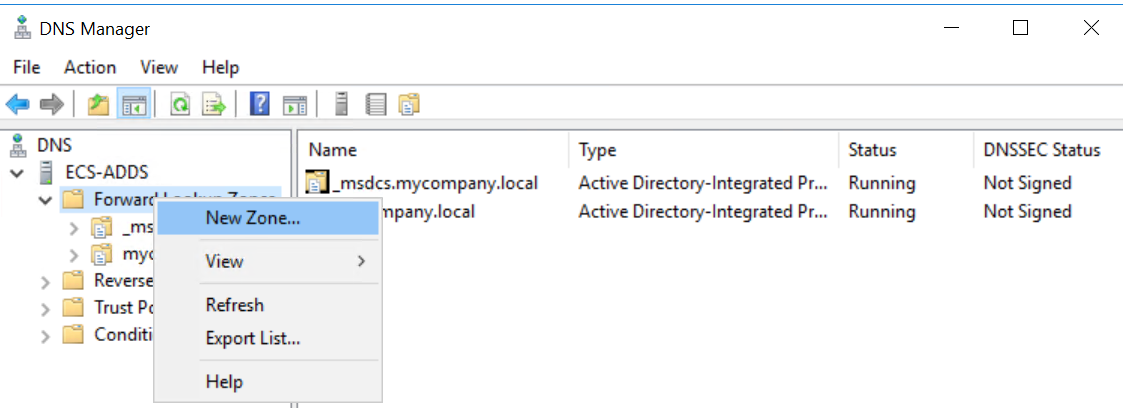 DNS Manager
File Action View Help
DNS
ECS-ADDS
Forward Lookup Zones
_ms
myc
Reverse
Trust Po
Conditi
New Zone...
View
Refresh
Export List...
Help
Name Type Status DNSSEC Status
_msdcs.mycompany.local Active Directory-Integrated Pr... Running Not Signed
mpany.local Active Directory-Integrated Pr... Running Not Signed